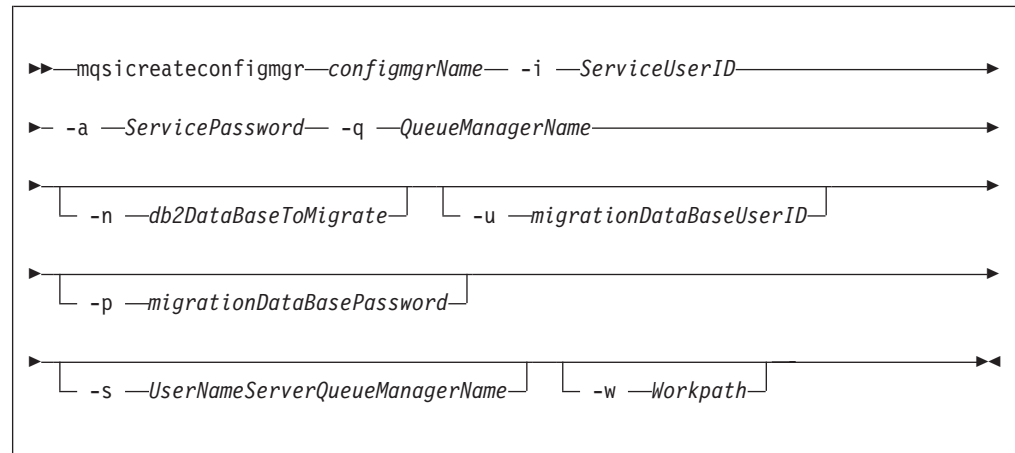 mqsicreateconfigmgr configmgrName -i ServiceUserID
-a ServicePassword -q QueueManagerName
-n db2DataBaseToMigrate -u migrationDataBaseUserID
-p migrationDataBasePassword
-s UserNameServerQueueManagerName -w Workpath